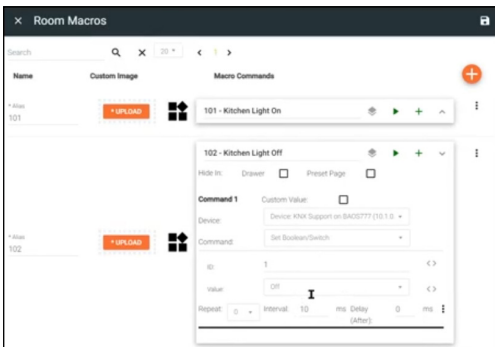 × Room Macros
Search 20 < 1 >
Name Custom Image Macro Commands
* Alias
101
* UPLOAD
101 - Kitchen Light On
102 - Kitchen Light Off
Hide In: Drawer Preset Page
Command 1 Custom Value:
Device: Device: KNX Support on BAOS777 (10.1.0
* Alias
102
* UPLOAD
Command: Set Boolean/Switch
ID: 1 <>
Value: Off <>
Repeat: 0 Interval: 10 ms Delay (After): 0 ms